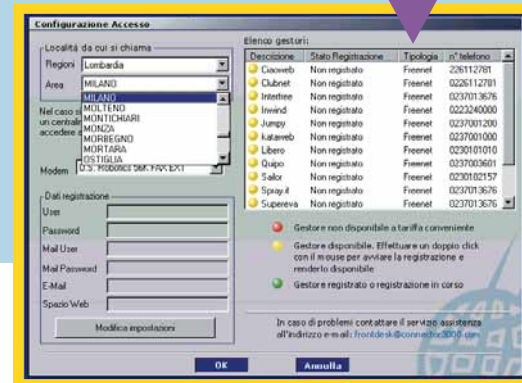 Configurazione Accesso
Località da cui si chiama
Regioni Lombardia
Area MILANO
MILANO
MOLTENO
MONTICHIARI
MONZA
MORBEGNO
MORTARA
OSTIGLIA
Nel caso si
un centralin
accedere a
Modem U.S. Robotics 56K FAX EXT
Dati registrazione
User
Password
Mail User
Mail Password
E-Mail
Spazio Web
Modifica impostazioni
Elenco gestori:
Descrizione Stato Registrazione Tipologia n° telefono
Ciaoweb Non registrato Freenet 226112781
Clubnet Non registrato Freenet 0226112781
Interfree Non registrato Freenet 0237013676
Inwind Non registrato Freenet 0223240000
Jumpy Non registrato Freenet 0237001200
kataweb Non registrato Freenet 0237001000
Libero Non registrato Freenet 0230101010
Quipo Non registrato Freenet 0237003601
Sailor Non registrato Freenet 0230102157
Spray.it Non registrato Freenet 0237013676
Supereva Non registrato Freenet 0237013676
Gestore non disponibile a tariffa conveniente
Gestore disponibile. Effettuare un doppio click
con il mouse per avviare la registrazione e
renderlo disponibile
Gestore registrato o registrazione in corso
In caso di problemi contattare il servizio assistenza
all'indirizzo e-mail: frontdesk@connector3000.com
OK Annulla